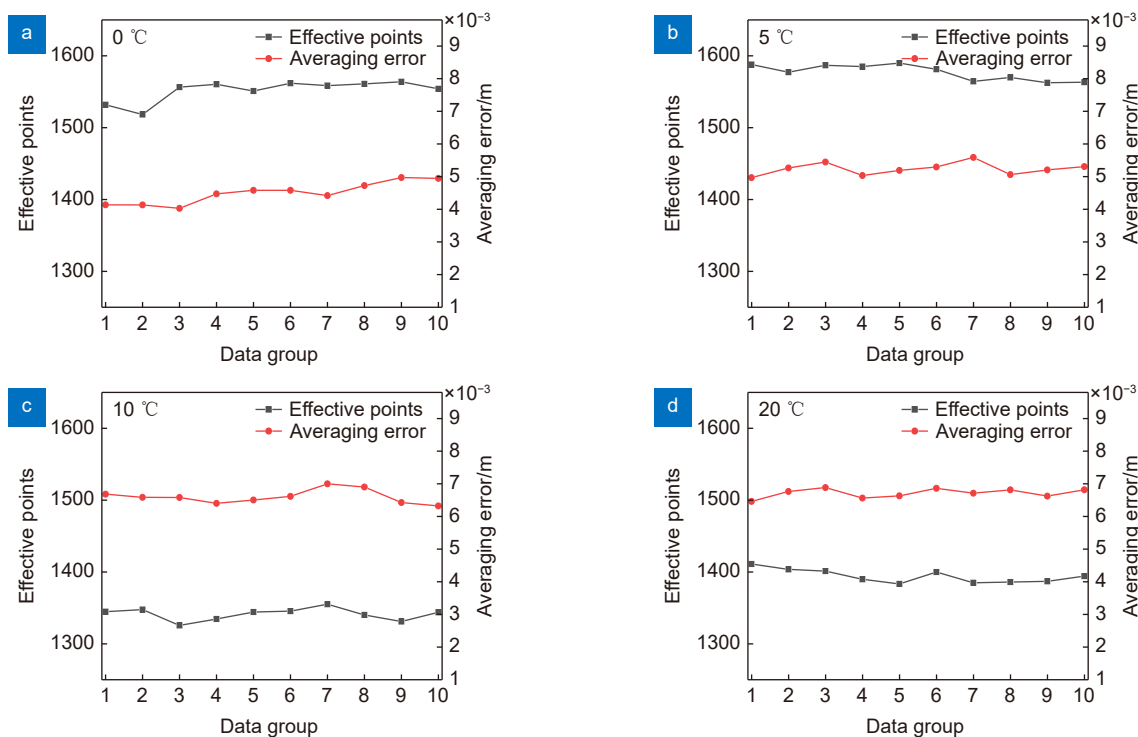 a
0 ℃
Effective points
Averaging error
×10⁻³
1600
1500
1400
1300
9
8
7
6
5
4
3
2
1
Effective points
Averaging error/m
1 2 3 4 5 6 7 8 9 10
Data group
b
5 ℃
Effective points
Averaging error
×10⁻³
1600
1500
1400
1300
9
8
7
6
5
4
3
2
1
Effective points
Averaging error/m
1 2 3 4 5 6 7 8 9 10
Data group
c
10 ℃
Effective points
Averaging error
×10⁻³
1600
1500
1400
1300
9
8
7
6
5
4
3
2
1
Effective points
Averaging error/m
1 2 3 4 5 6 7 8 9 10
Data group
d
20 ℃
Effective points
Averaging error
×10⁻³
1600
1500
1400
1300
9
8
7
6
5
4
3
2
1
Effective points
Averaging error/m
1 2 3 4 5 6 7 8 9 10
Data group